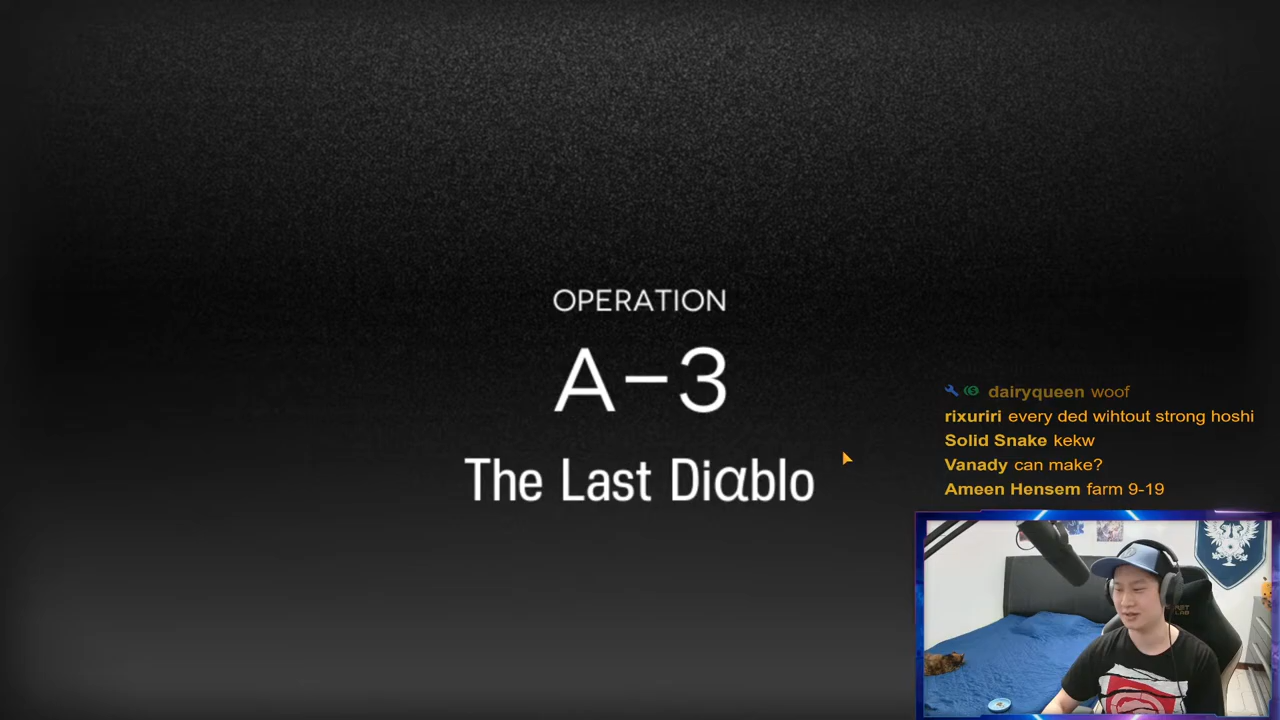 OPERATION
A-3
The Last Diαblo
dairyqueen woof
rixuriri every ded wihtout strong hoshi
Solid Snake kekw
Vanady can make?
Ameen Hensem farm 9-19